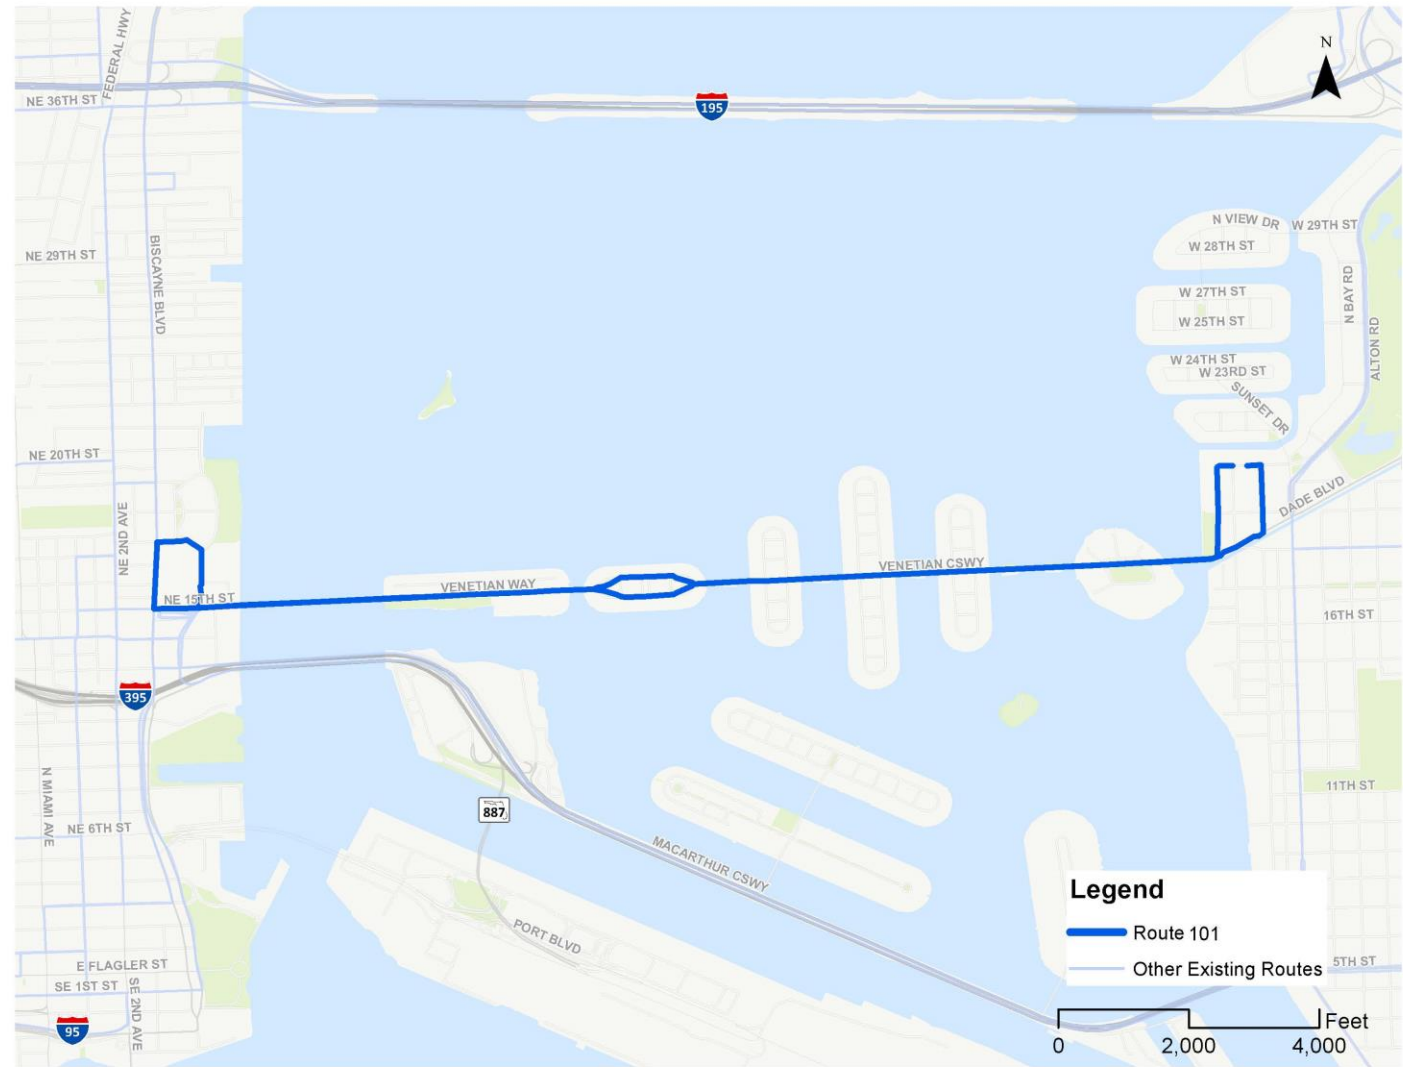 FEDERAL HWY
N
NE 36TH ST
195
N VIEW DR
W 29TH ST
W 28TH ST
NE 29TH ST
BISCAYNE BLVD
W 27TH ST
N BAY RD
W 25TH ST
ALTON RD
W 24TH ST
W 23RD ST
SUNSET DR
NE 20TH ST
DADE BLVD
NE 2ND AVE
VENETIAN CSWY
VENETIAN WAY
NE 15TH ST
16TH ST
395
11TH ST
N MIAMI AVE
887
NE 6TH ST
MACARTHUR CSWY
Legend
Route 101
Other Existing Routes
PORT BLVD
5TH ST
E FLAGLER ST
SE 1ST ST
SE 2ND AVE
95
Feet
0 2,000 4,000